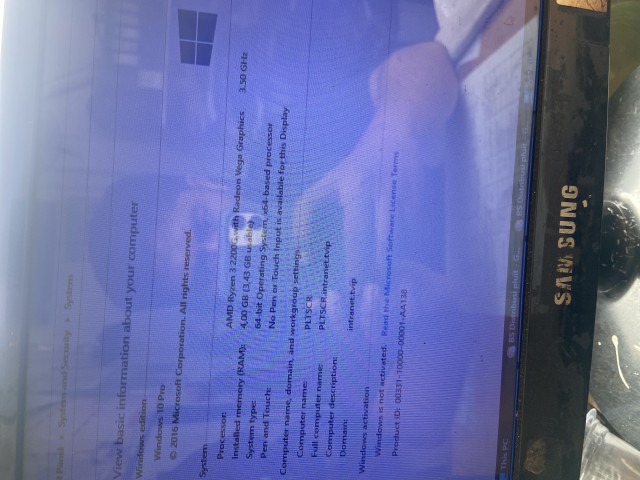 Panel > System and Security > System
View basic information about your computer
Windows edition
Windows 10 Pro
© 2016 Microsoft Corporation. All rights reserved.
System
Processor: AMD Ryzen 3 2200G with Radeon Vega Graphics 3.50 GHz
Installed memory (RAM): 4,00 GB (3,43 GB usable)
System type: 64-bit Operating System, x64-based processor
Pen and Touch: No Pen or Touch Input is available for this Display
Computer name, domain, and workgroup settings
Computer name: PLTSCR
Full computer name: PLTSCR.intranet.tvip
Computer description:
Domain: intranet.tvip
Windows activation
Windows is not activated. Read the Microsoft Software License Terms
Product ID: 00331-10000-00001-AA138
This PC
SAMSUNG